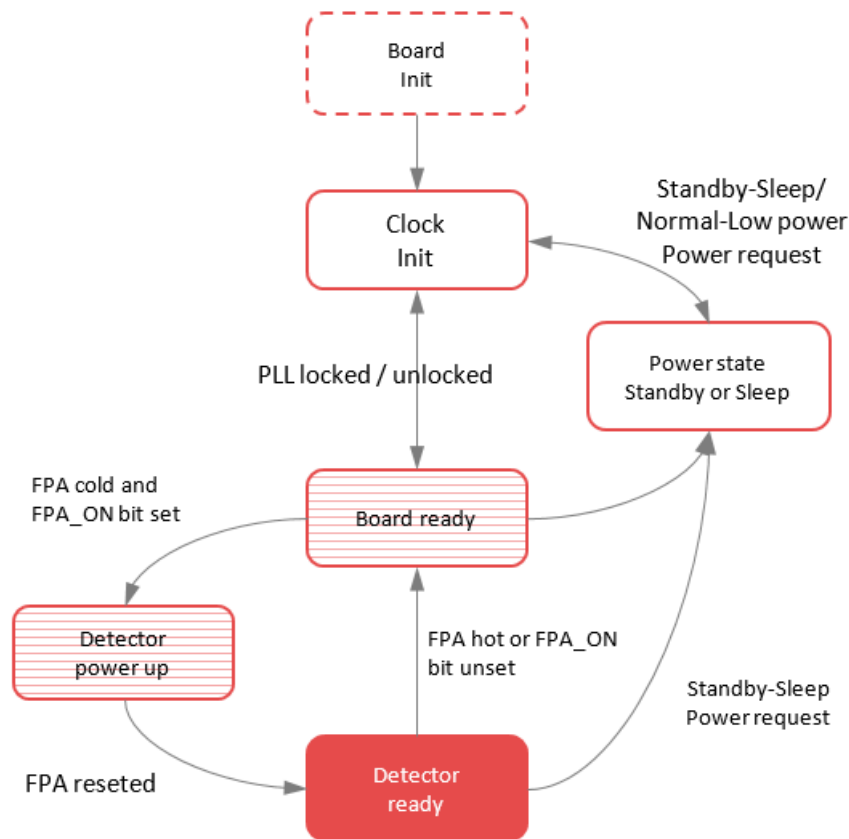 Board
Init
Clock
Init
Standby-Sleep/
Normal-Low power
Power request
Power state
Standby or Sleep
PLL locked / unlocked
FPA cold and
FPA_ON bit set
Board ready
Detector
power up
FPA hot or FPA_ON
bit unset
Standby-Sleep
Power request
FPA reseted
Detector
ready